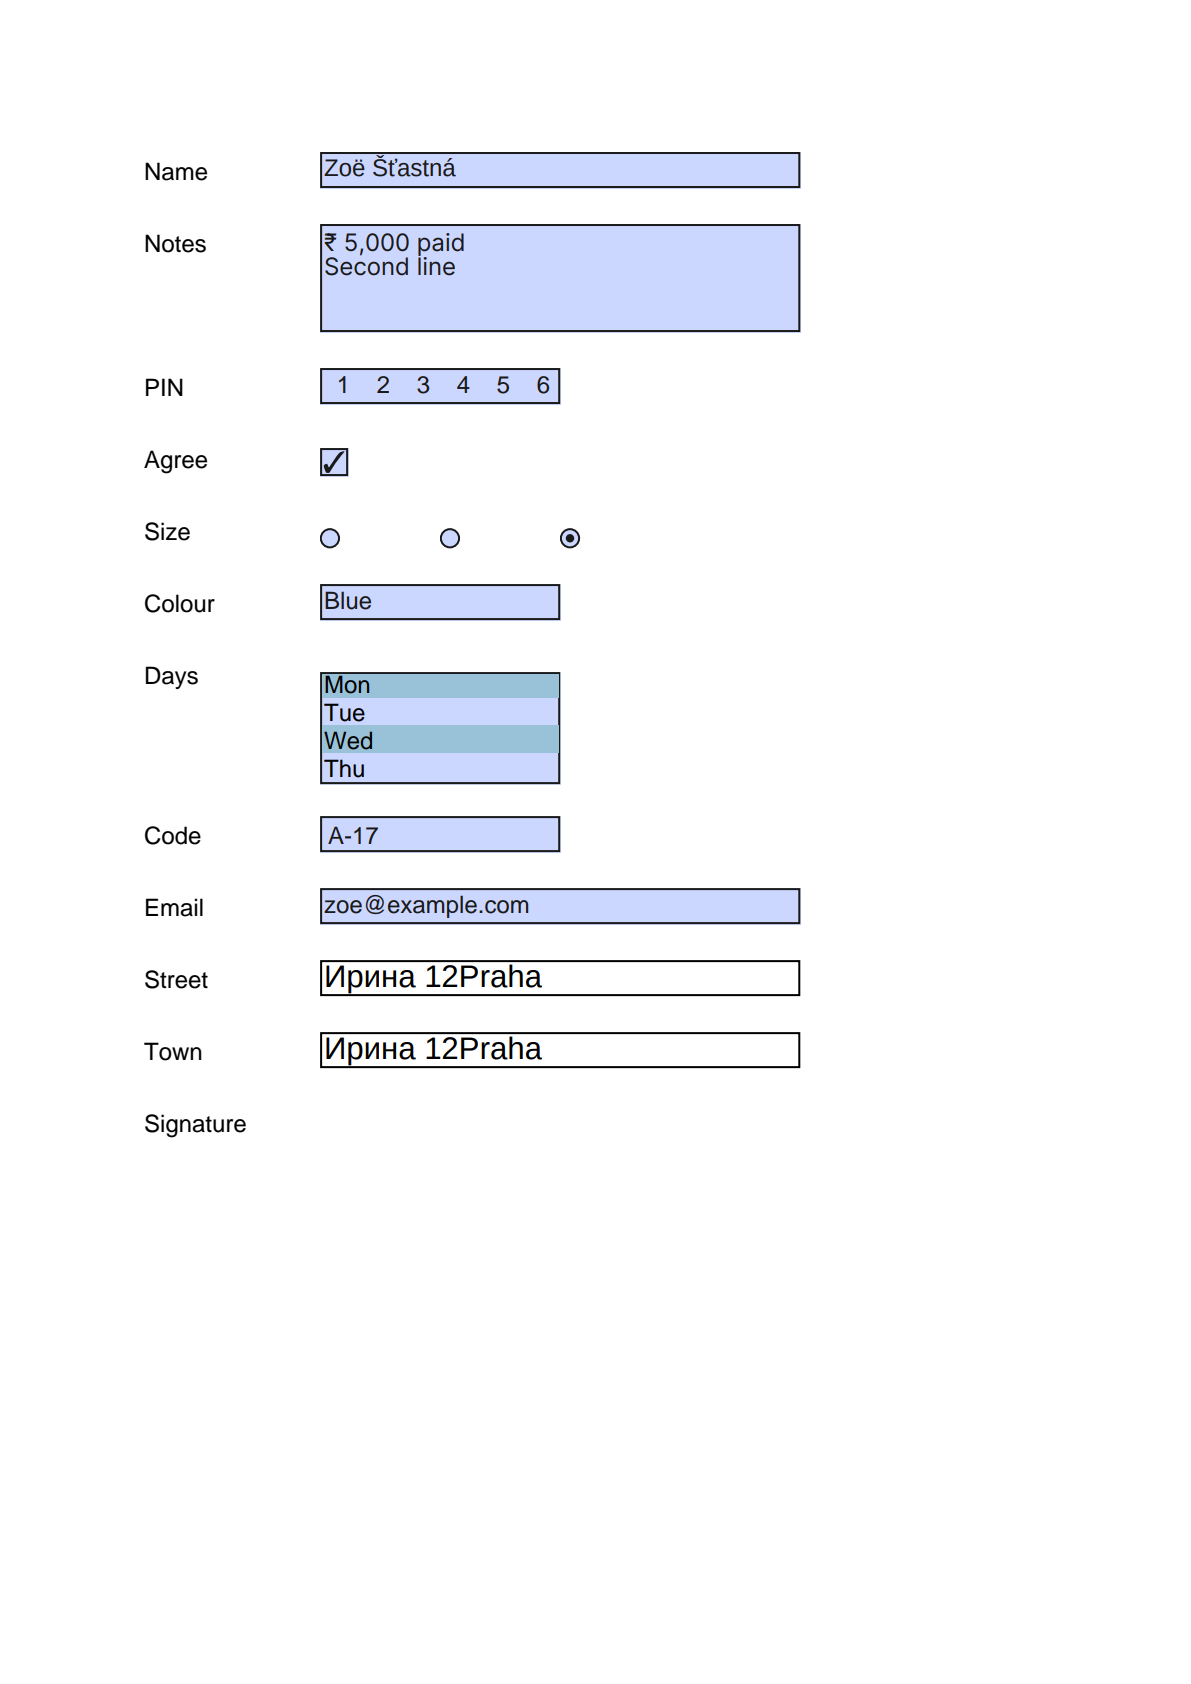 Name Zoë Šťastná
Notes ₹ 5,000 paid
Second line
PIN 1 2 3 4 5 6
Agree ✓
Size
Colour Blue
Days Mon
Tue
Wed
Thu
Code A-17
Email zoe@example.com
Street Ирина 12Praha
Town Ирина 12Praha
Signature